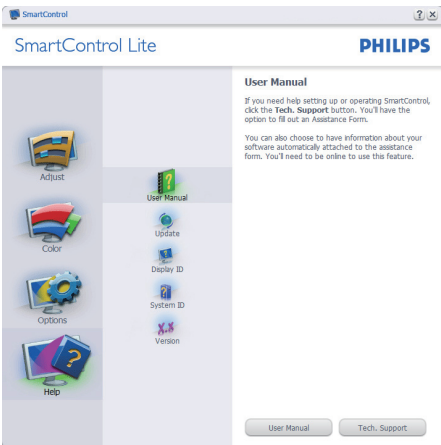 SmartControl
SmartControl Lite
PHILIPS
Adjust
Color
Options
Help
User Manual
Update
Display ID
System ID
X.X
Version
User Manual
If you need help setting up or operating SmartControl,
click the Tech. Support button. You'll have the
option to fill out an Assistance Form.
You can also choose to have information about your
software automatically attached to the assistance
form. You'll need to be online to use this feature.
User Manual
Tech. Support